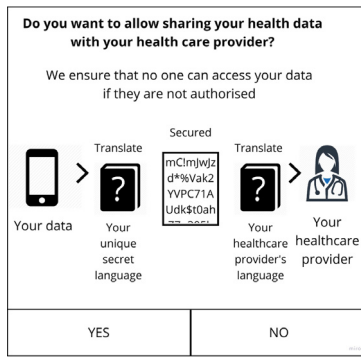 Do you want to allow sharing your health data
with your health care provider?
We ensure that no one can access your data
if they are not authorised
Secured
Translate
Translate
mC!mJwJz
d*%Vak2
YVPC71A
Udk$t0ah
?
?
Your data
Your
unique
secret
language
Your
healthcare
provider's
language
Your
healthcare
provider
YES
NO